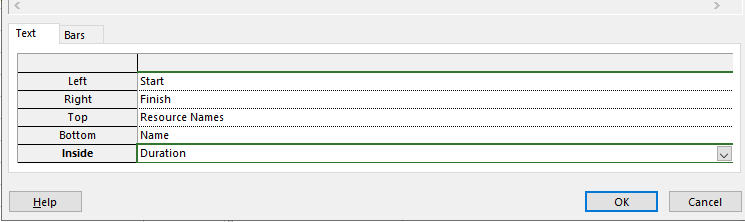 Text Bars
Left Start
Right Finish
Top Resource Names
Bottom Name
Inside Duration
Help OK Cancel